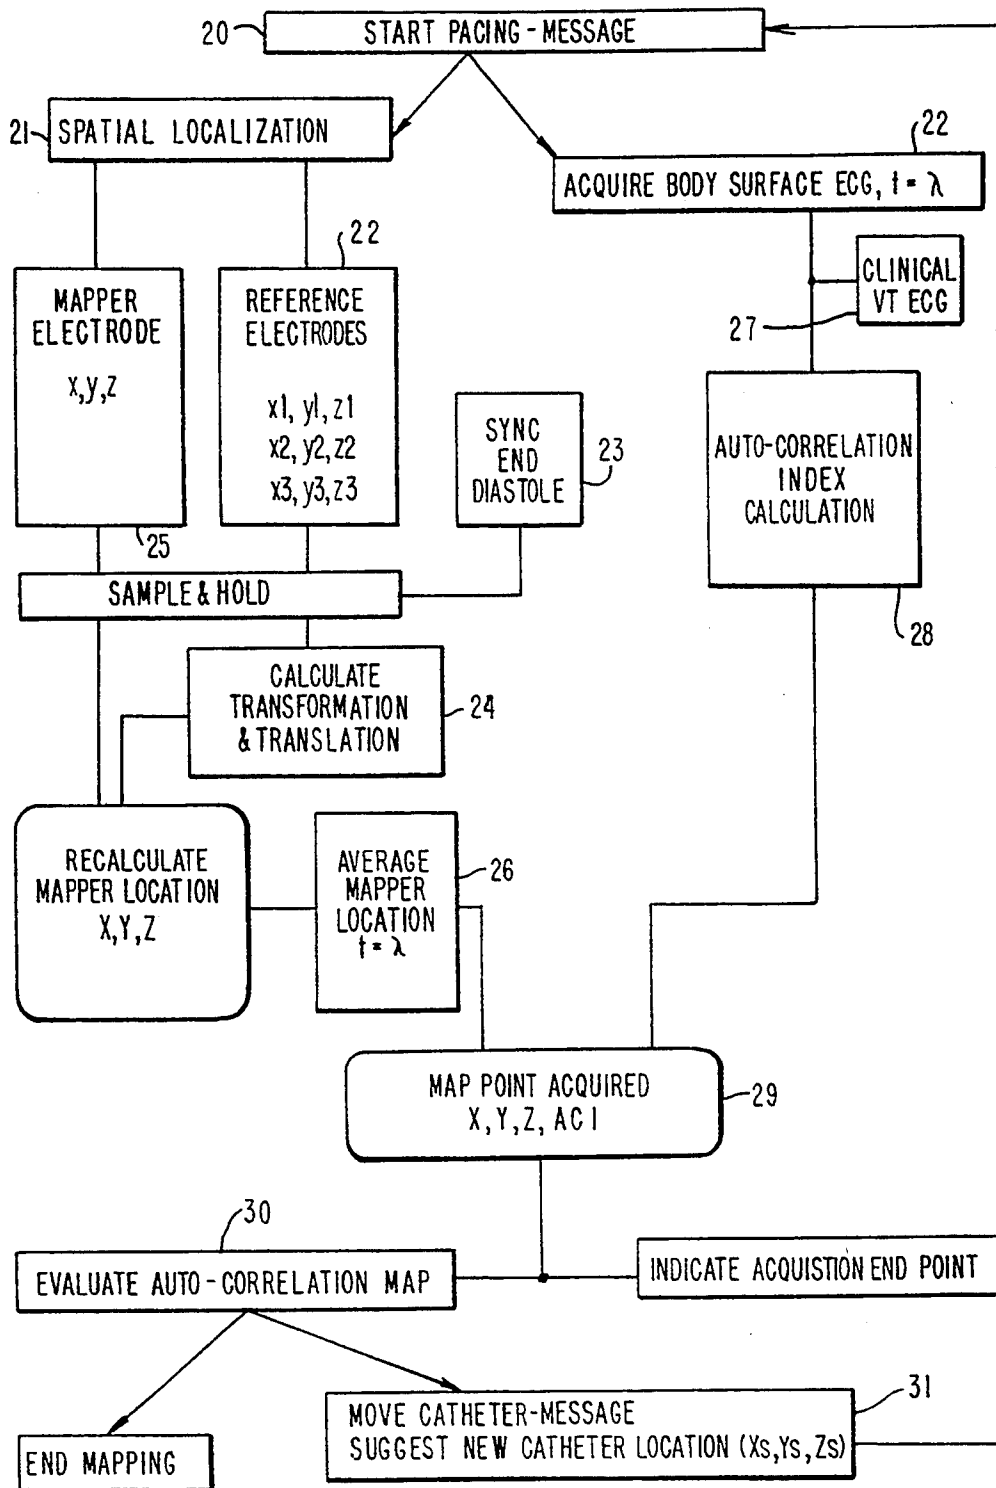 20
START PACING-MESSAGE
21
SPATIAL LOCALIZATION
22
ACQUIRE BODY SURFACE ECG, t = λ
22
CLINICAL
VT ECG
27
MAPPER
ELECTRODE
x,y,z
25
REFERENCE
ELECTRODES
x1, y1, z1
x2, y2, z2
x3, y3, z3
SYNC
END
DIASTOLE
23
AUTO-CORRELATION
INDEX
CALCULATION
28
SAMPLE & HOLD
CALCULATE
TRANSFORMATION
& TRANSLATION
24
RECALCULATE
MAPPER LOCATION
X,Y,Z
AVERAGE
MAPPER
LOCATION
t = λ
26
MAP POINT ACQUIRED
X, Y, Z, ACI
29
30
EVALUATE AUTO-CORRELATION MAP
INDICATE ACQUISTION END POINT
31
MOVE CATHETER-MESSAGE
SUGGEST NEW CATHETER LOCATION (Xs,Ys,Zs)
END MAPPING